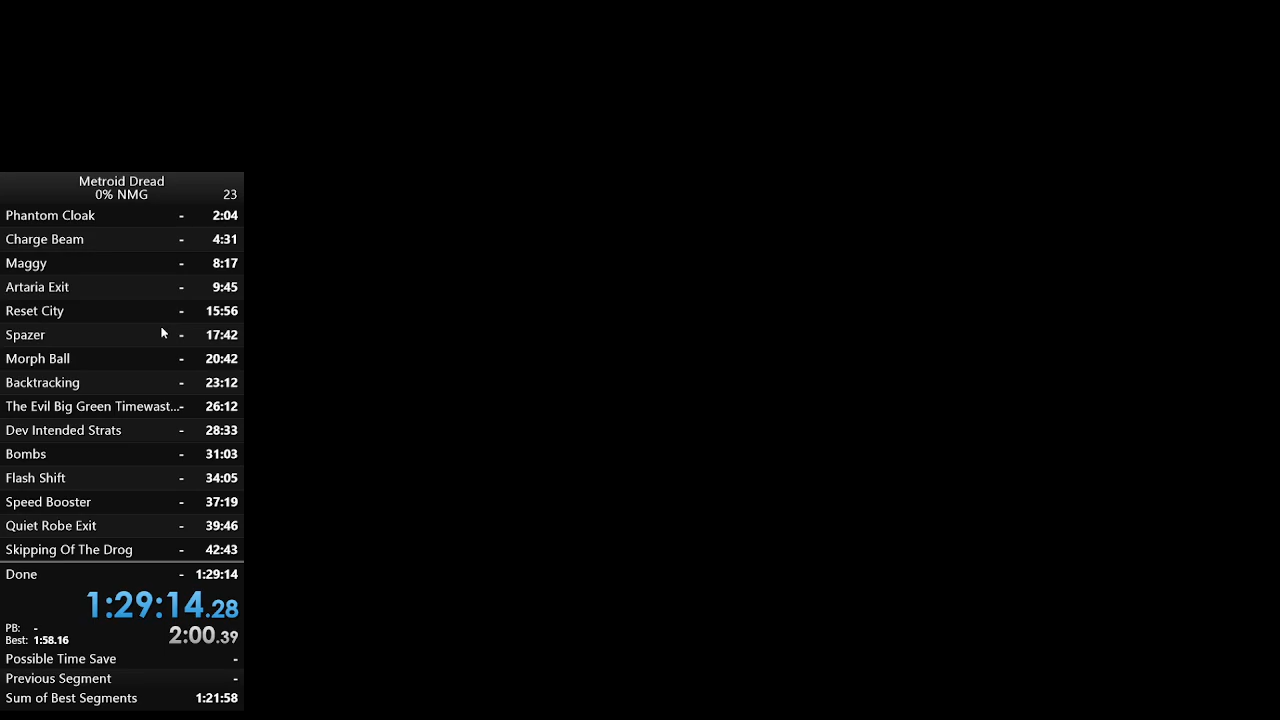 Metroid Dread
0% NMG 23
Phantom Cloak - 2:04
Charge Beam - 4:31
Maggy - 8:17
Artaria Exit - 9:45
Reset City - 15:56
Spazer - 17:42
Morph Ball - 20:42
Backtracking - 23:12
The Evil Big Green Timewast...- 26:12
Dev Intended Strats - 28:33
Bombs - 31:03
Flash Shift - 34:05
Speed Booster - 37:19
Quiet Robe Exit - 39:46
Skipping Of The Drog - 42:43
Done - 1:29:14
1:29:14.28
PB: -
Best: 1:58.16 2:00.39
Possible Time Save -
Previous Segment -
Sum of Best Segments 1:21:58